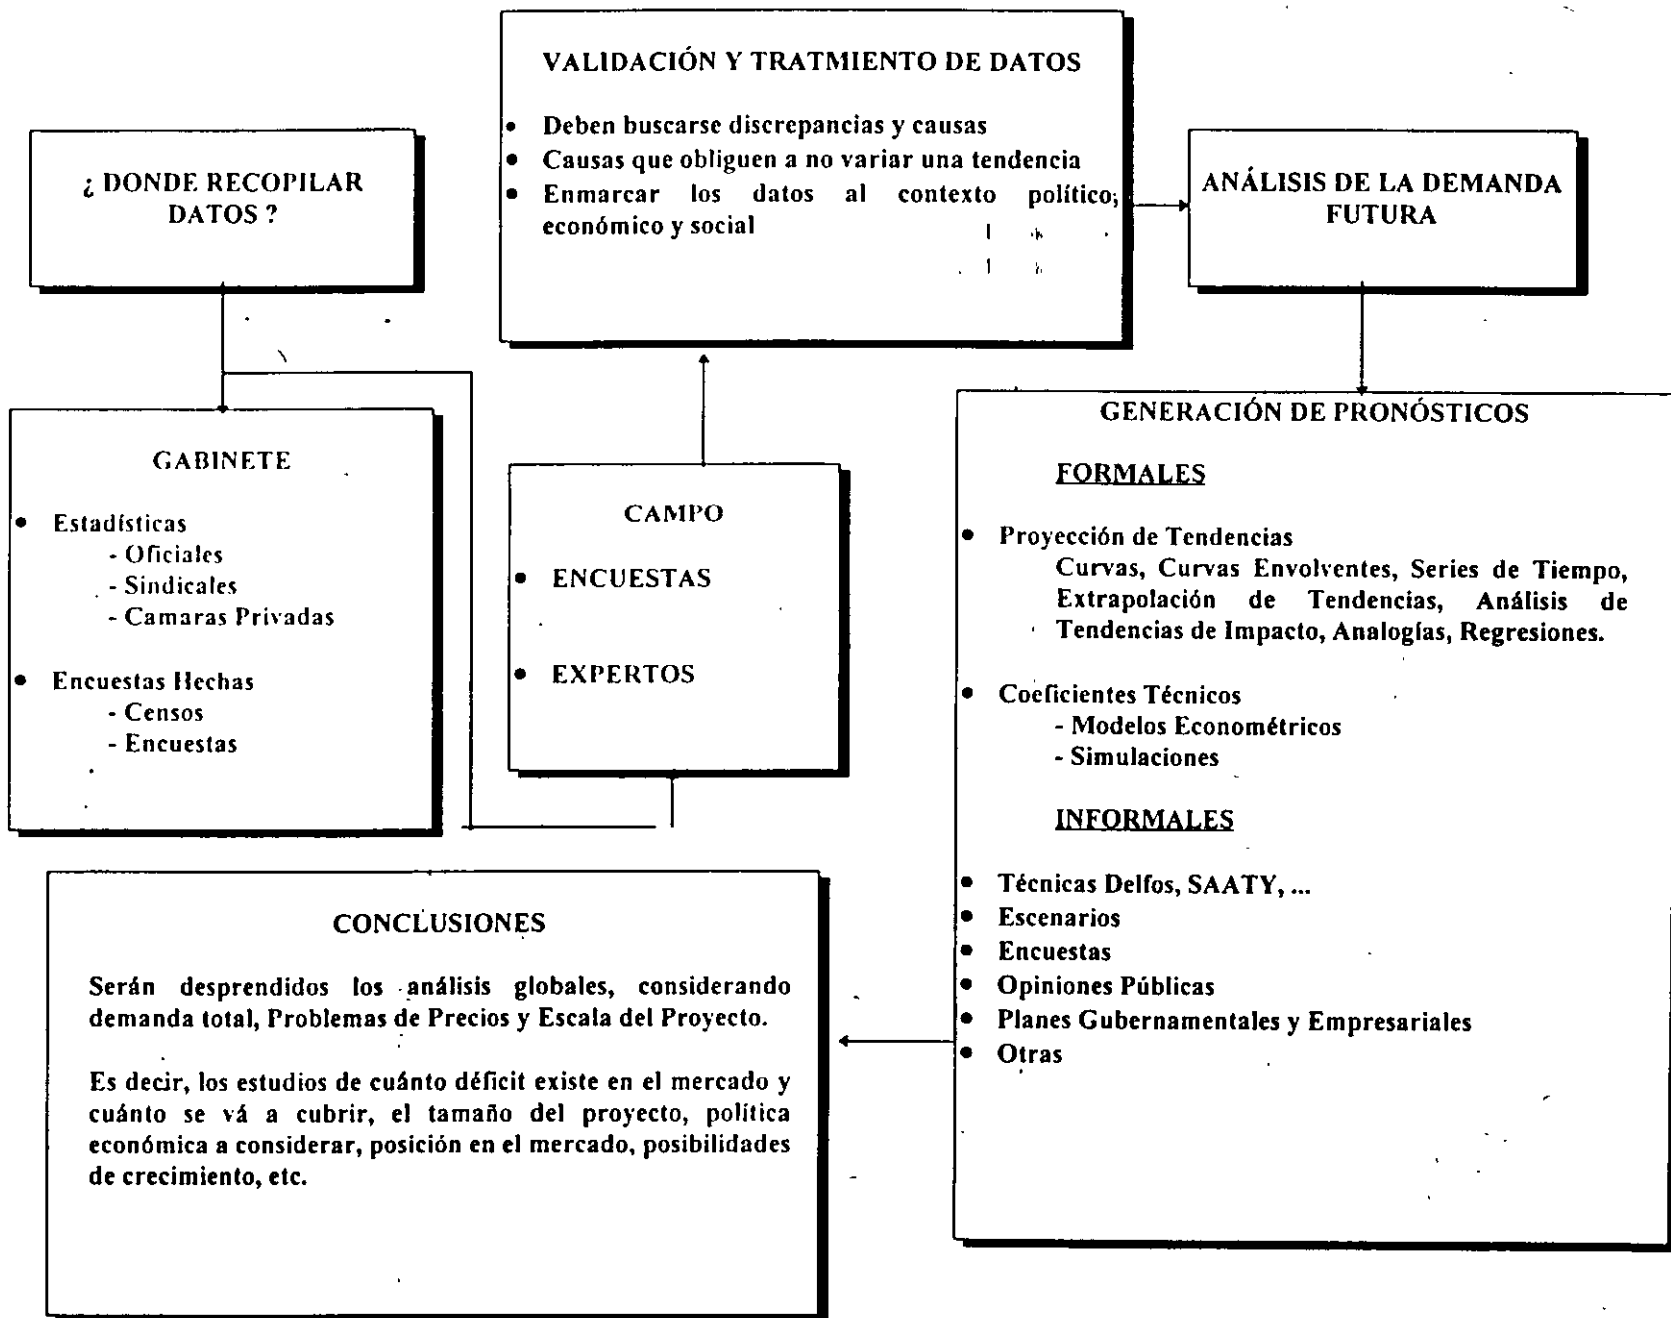 ¿ DONDE RECOPILAR
DATOS ?
VALIDACIÓN Y TRATMIENTO DE DATOS
• Deben buscarse discrepancias y causas
• Causas que obliguen a no variar una tendencia
• Enmarcar los datos al contexto político,
económico y social
ANÁLISIS DE LA DEMANDA
FUTURA
GABINETE
• Estadísticas
- Oficiales
- Sindicales
- Camaras Privadas
• Encuestas Hechas
- Censos
- Encuestas
CAMPO
• ENCUESTAS
• EXPERTOS
GENERACIÓN DE PRONÓSTICOS
FORMALES
• Proyección de Tendencias
Curvas, Curvas Envolventes, Series de Tiempo,
Extrapolación de Tendencias, Análisis de
Tendencias de Impacto, Analogías, Regresiones.
• Coeficientes Técnicos
- Modelos Econométricos
- Simulaciones
INFORMALES
• Técnicas Delfos, SAATY, ...
• Escenarios
• Encuestas
• Opiniones Públicas
• Planes Gubernamentales y Empresariales
• Otras
CONCLUSIONES
Serán desprendidos los análisis globales, considerando
demanda total, Problemas de Precios y Escala del Proyecto.
Es decir, los estudios de cuánto déficit existe en el mercado y
cuánto se vá a cubrir, el tamaño del proyecto, política
económica a considerar, posición en el mercado, posibilidades
de crecimiento, etc.